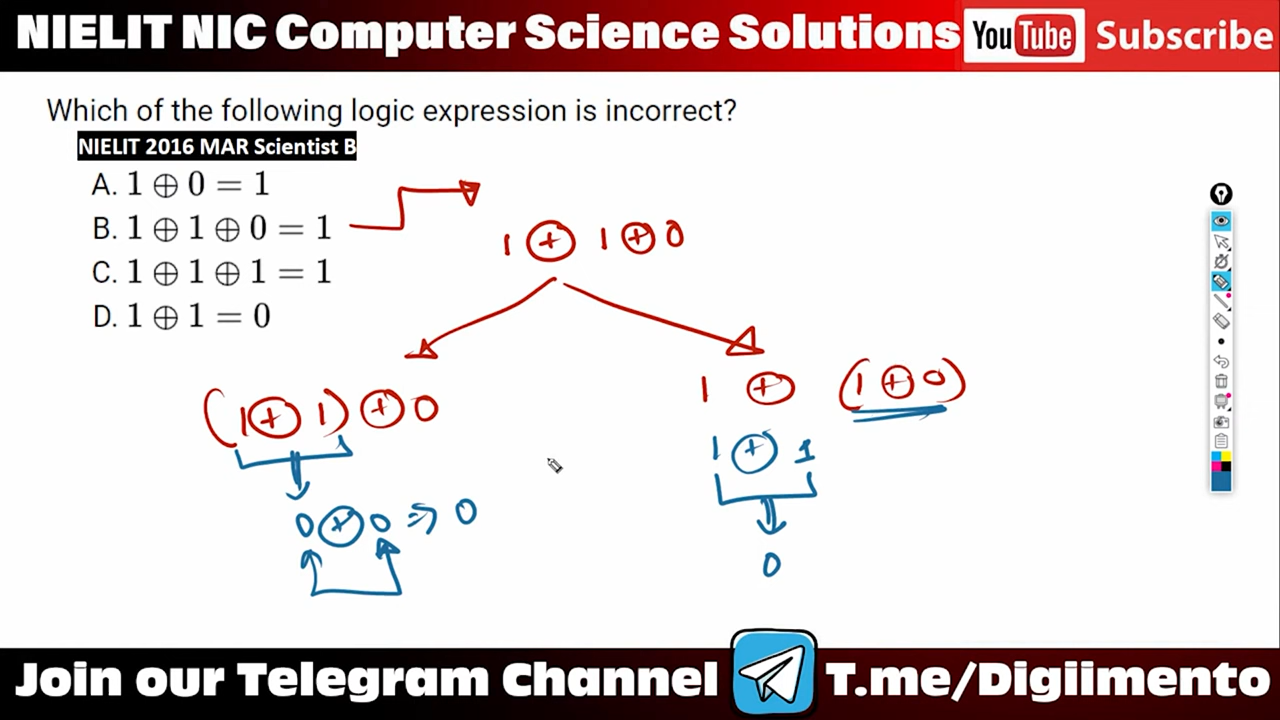 NIELIT NIC Computer Science Solutions YouTube Subscribe
Which of the following logic expression is incorrect?
NIELIT 2016 MAR Scientist B
A. 1 ⊕ 0 = 1
B. 1 ⊕ 1 ⊕ 0 = 1
C. 1 ⊕ 1 ⊕ 1 = 1
D. 1 ⊕ 1 = 0
1 ⊕ 1 ⊕ 0
(1 ⊕ 1) ⊕ 0
0 ⊕ 0 ⇒ 0
1 ⊕ (1 ⊕ 0)
1 ⊕ 1
0
Join our Telegram Channel T.me/Digiimento